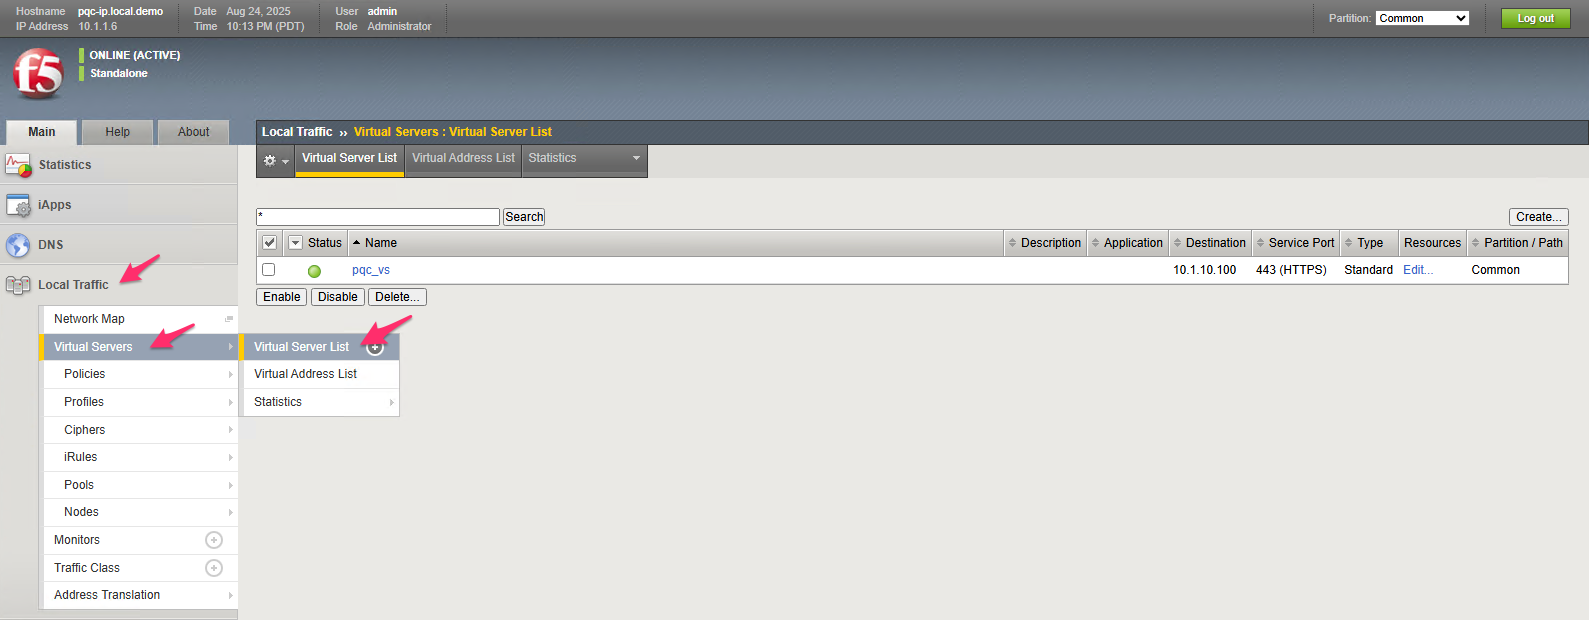 Hostname pqc-ip.local.demo Date Aug 24, 2025 User admin
IP Address 10.1.1.6 Time 10:13 PM (PDT) Role Administrator
Partition: Common Log out
f5
ONLINE (ACTIVE)
Standalone
Main Help About
Local Traffic ›› Virtual Servers : Virtual Server List
Virtual Server List Virtual Address List Statistics
Statistics
iApps
DNS
Local Traffic
Network Map
Virtual Servers
Policies
Profiles
Ciphers
iRules
Pools
Nodes
Monitors
Traffic Class
Address Translation
Virtual Server List
Virtual Address List
Statistics
* Search Create...
Status Name Description Application Destination Service Port Type Resources Partition / Path
pqc_vs 10.1.10.100 443 (HTTPS) Standard Edit... Common
Enable Disable Delete...